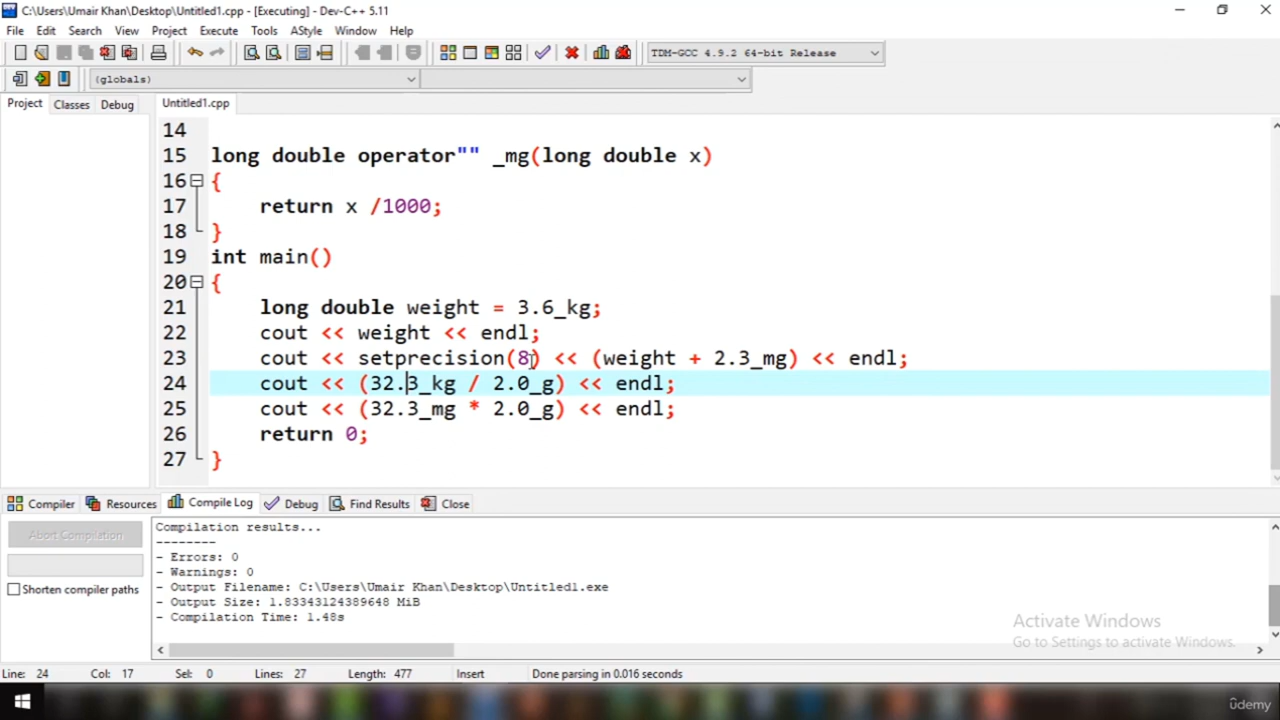 C:\Users\Umair Khan\Desktop\Untitled1.cpp - [Executing] - Dev-C++ 5.11
File Edit Search View Project Execute Tools AStyle Window Help
TDM-GCC 4.9.2 64-bit Release
(globals)
Project Classes Debug Untitled1.cpp
14
15 long double operator"" _mg(long double x)
16 {
17 return x /1000;
18 }
19 int main()
20 {
21 long double weight = 3.6_kg;
22 cout << weight << endl;
23 cout << setprecision(8) << (weight + 2.3_mg) << endl;
24 cout << (32.3_kg / 2.0_g) << endl;
25 cout << (32.3_mg * 2.0_g) << endl;
26 return 0;
27 }
Compiler Resources Compile Log Debug Find Results Close
Abort Compilation
Shorten compiler paths
Compilation results...
--------
- Errors: 0
- Warnings: 0
- Output Filename: C:\Users\Umair Khan\Desktop\Untitled1.exe
- Output Size: 1.83343124389648 MiB
- Compilation Time: 1.48s
Activate Windows
Go to Settings to activate Windows.
Line: 24 Col: 17 Sel: 0 Lines: 27 Length: 477 Insert Done parsing in 0.016 seconds
ûdemy